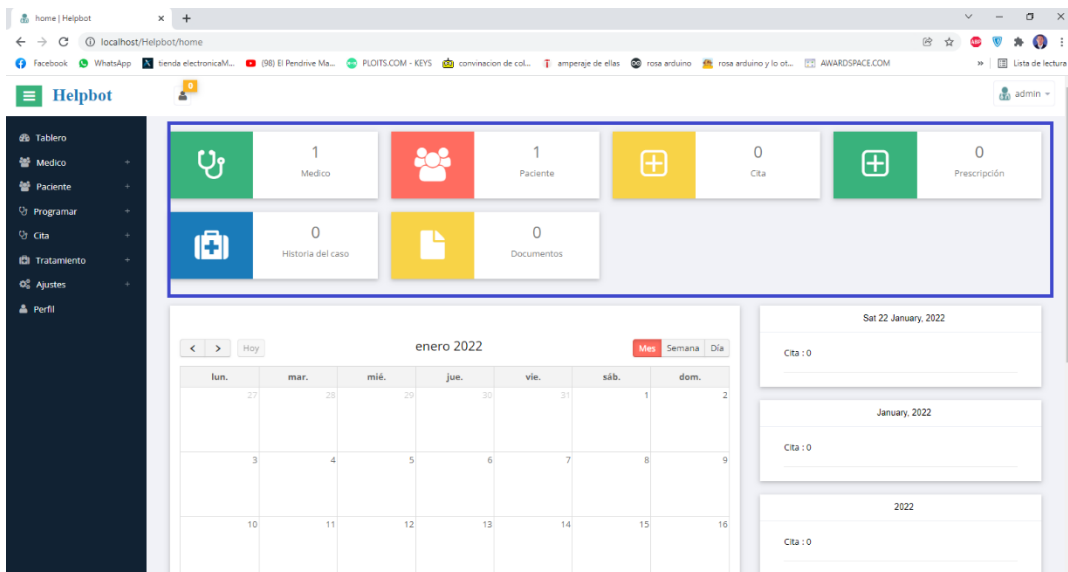 home | Helpbot
localhost/Helpbot/home
Facebook WhatsApp tienda electronicaM... (98) El Pendrive Ma... PLOITS.COM - KEYS convinacion de col... amperaje de ellas rosa arduino rosa arduino y lo ot... AWARDSPACE.COM » Lista de lectura
Helpbot 0 admin
Tablero
Medico +
Paciente +
Programar +
Cita +
Tratamiento +
Ajustes +
Perfil
1
Medico
1
Paciente
0
Cita
0
Prescripción
0
Historia del caso
0
Documentos
Hoy enero 2022 Mes Semana Día
lun. mar. mié. jue. vie. sáb. dom.
27 28 29 30 31 1 2
3 4 5 6 7 8 9
10 11 12 13 14 15 16
Sat 22 January, 2022
Cita : 0
January, 2022
Cita : 0
2022
Cita : 0